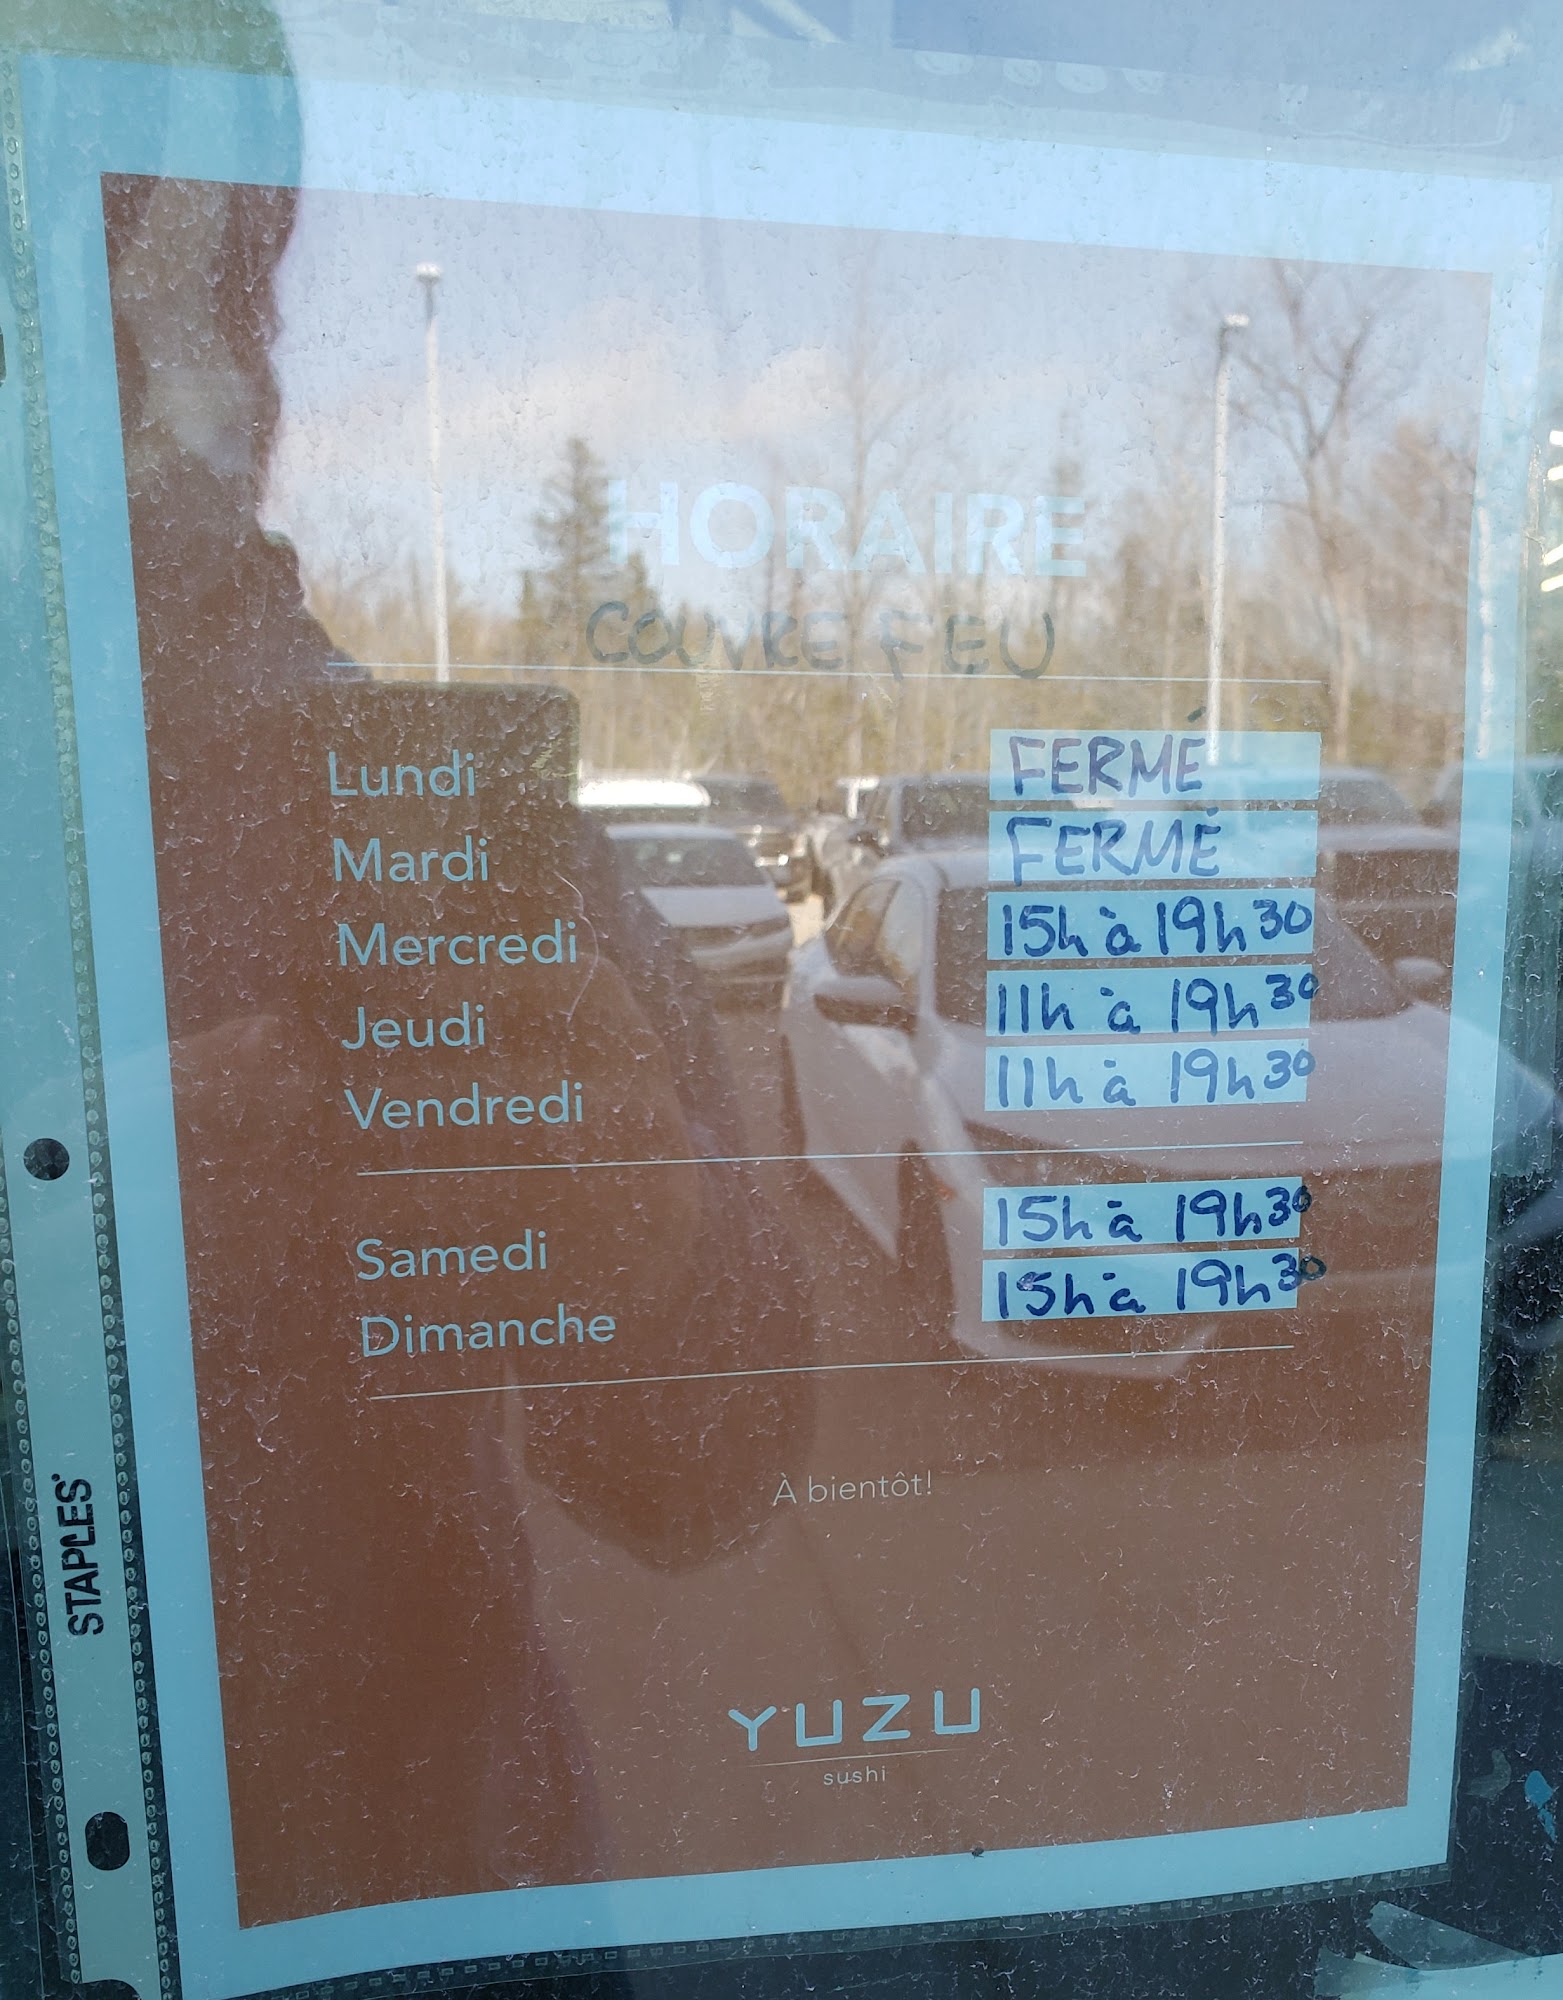 HORAIRE
COUVRE FEU
Lundi FERMÉ
Mardi FERMÉ
Mercredi 15h à 19h30
Jeudi 11h à 19h30
Vendredi 11h à 19h30
Samedi 15h à 19h30
Dimanche 15h à 19h30
À bientôt!
YUZU
sushi
STAPLES